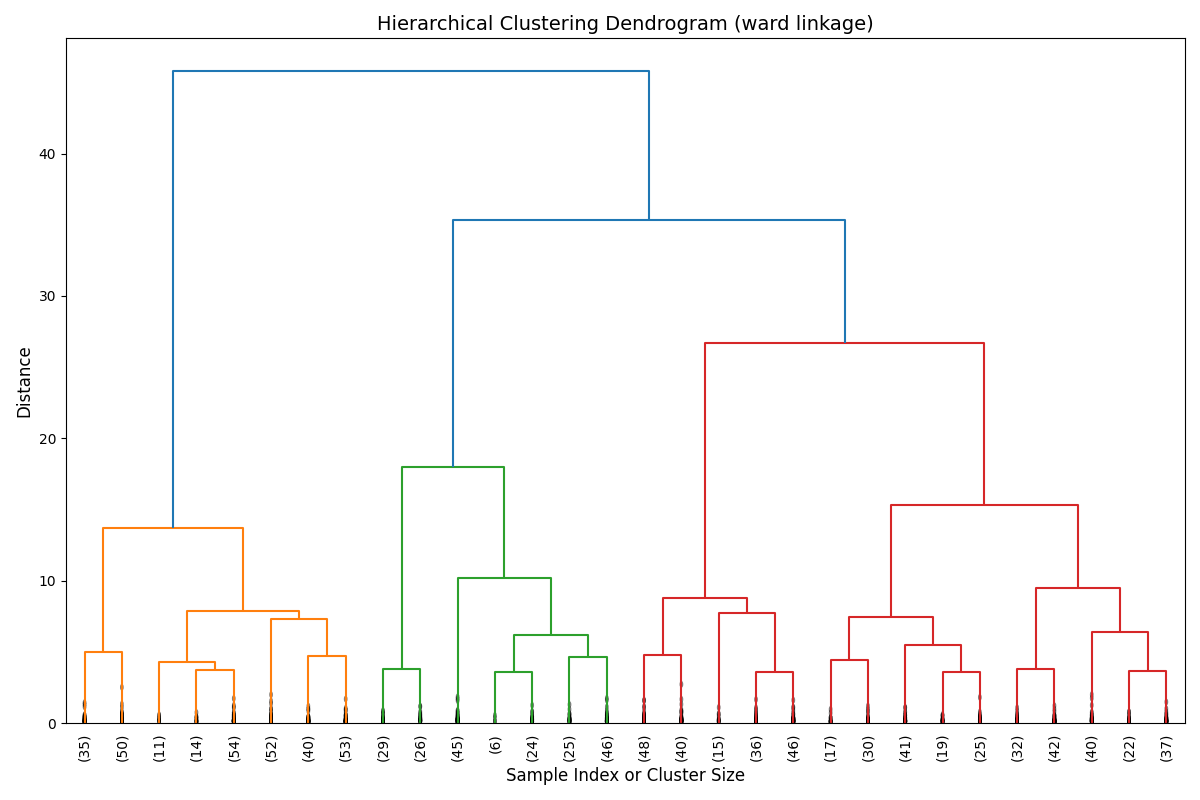 Hierarchical Clustering Dendrogram (ward linkage)
Distance
40
30
20
10
0
(35) (50) (11) (14) (54) (52) (40) (53) (29) (26) (45) (6) (24) (25) (46) (48) (40) (15) (36) (46) (17) (30) (41) (19) (25) (32) (42) (40) (22) (37)
Sample Index or Cluster Size